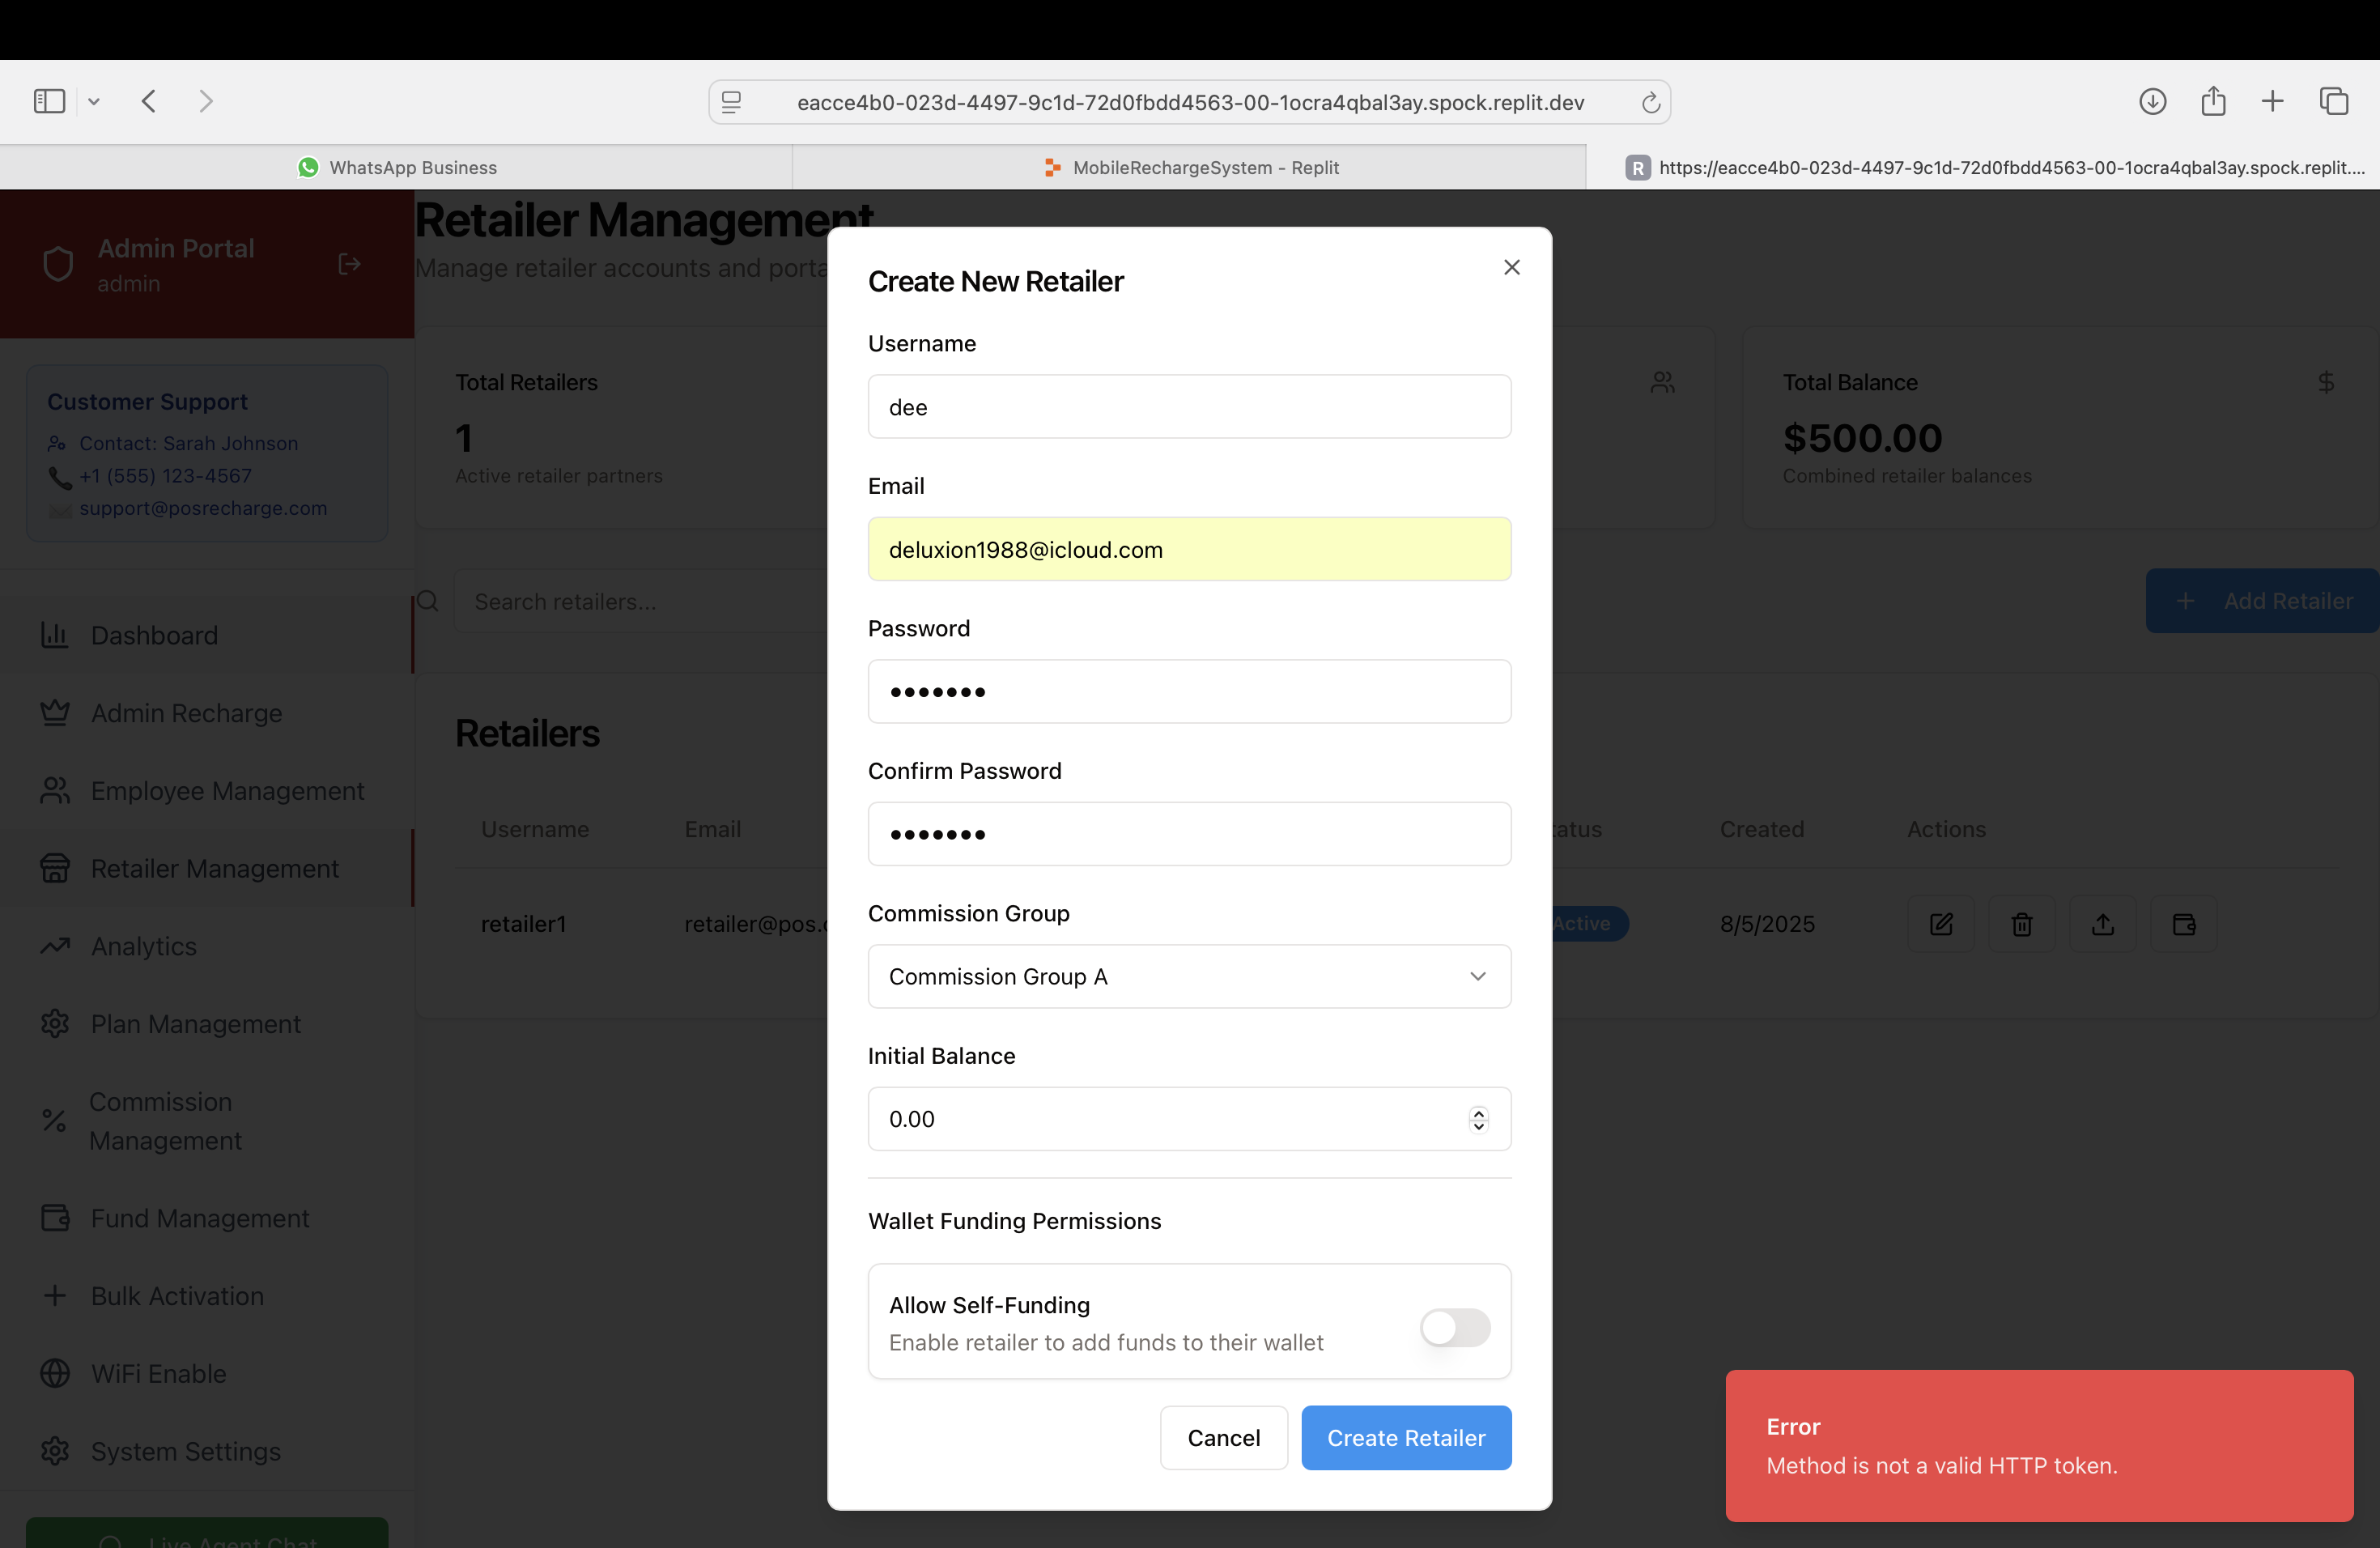 eacce4b0-023d-4497-9c1d-72d0fbdd4563-00-1ocra4qbal3ay.spock.replit.dev
WhatsApp Business
MobileRechargeSystem - Replit
R https://eacce4b0-023d-4497-9c1d-72d0fbdd4563-00-1ocra4qbal3ay.spock.replit....
Admin Portal
admin
Customer Support
Contact: Sarah Johnson
+1 (555) 123-4567
support@posrecharge.com
Dashboard
Admin Recharge
Employee Management
Retailer Management
Analytics
Plan Management
Commission
Management
Fund Management
Bulk Activation
WiFi Enable
System Settings
Live Agent Chat
Retailer Management
Manage retailer accounts and porta
Total Retailers
1
Active retailer partners
Total Balance
$500.00
Combined retailer balances
Search retailers...
+ Add Retailer
Retailers
Username Email tatus Created Actions
retailer1 retailer@pos. Active 8/5/2025
Create New Retailer
Username
dee
Email
deluxion1988@icloud.com
Password
•••••••
Confirm Password
•••••••
Commission Group
Commission Group A
Initial Balance
0.00
Wallet Funding Permissions
Allow Self-Funding
Enable retailer to add funds to their wallet
Cancel
Create Retailer
Error
Method is not a valid HTTP token.